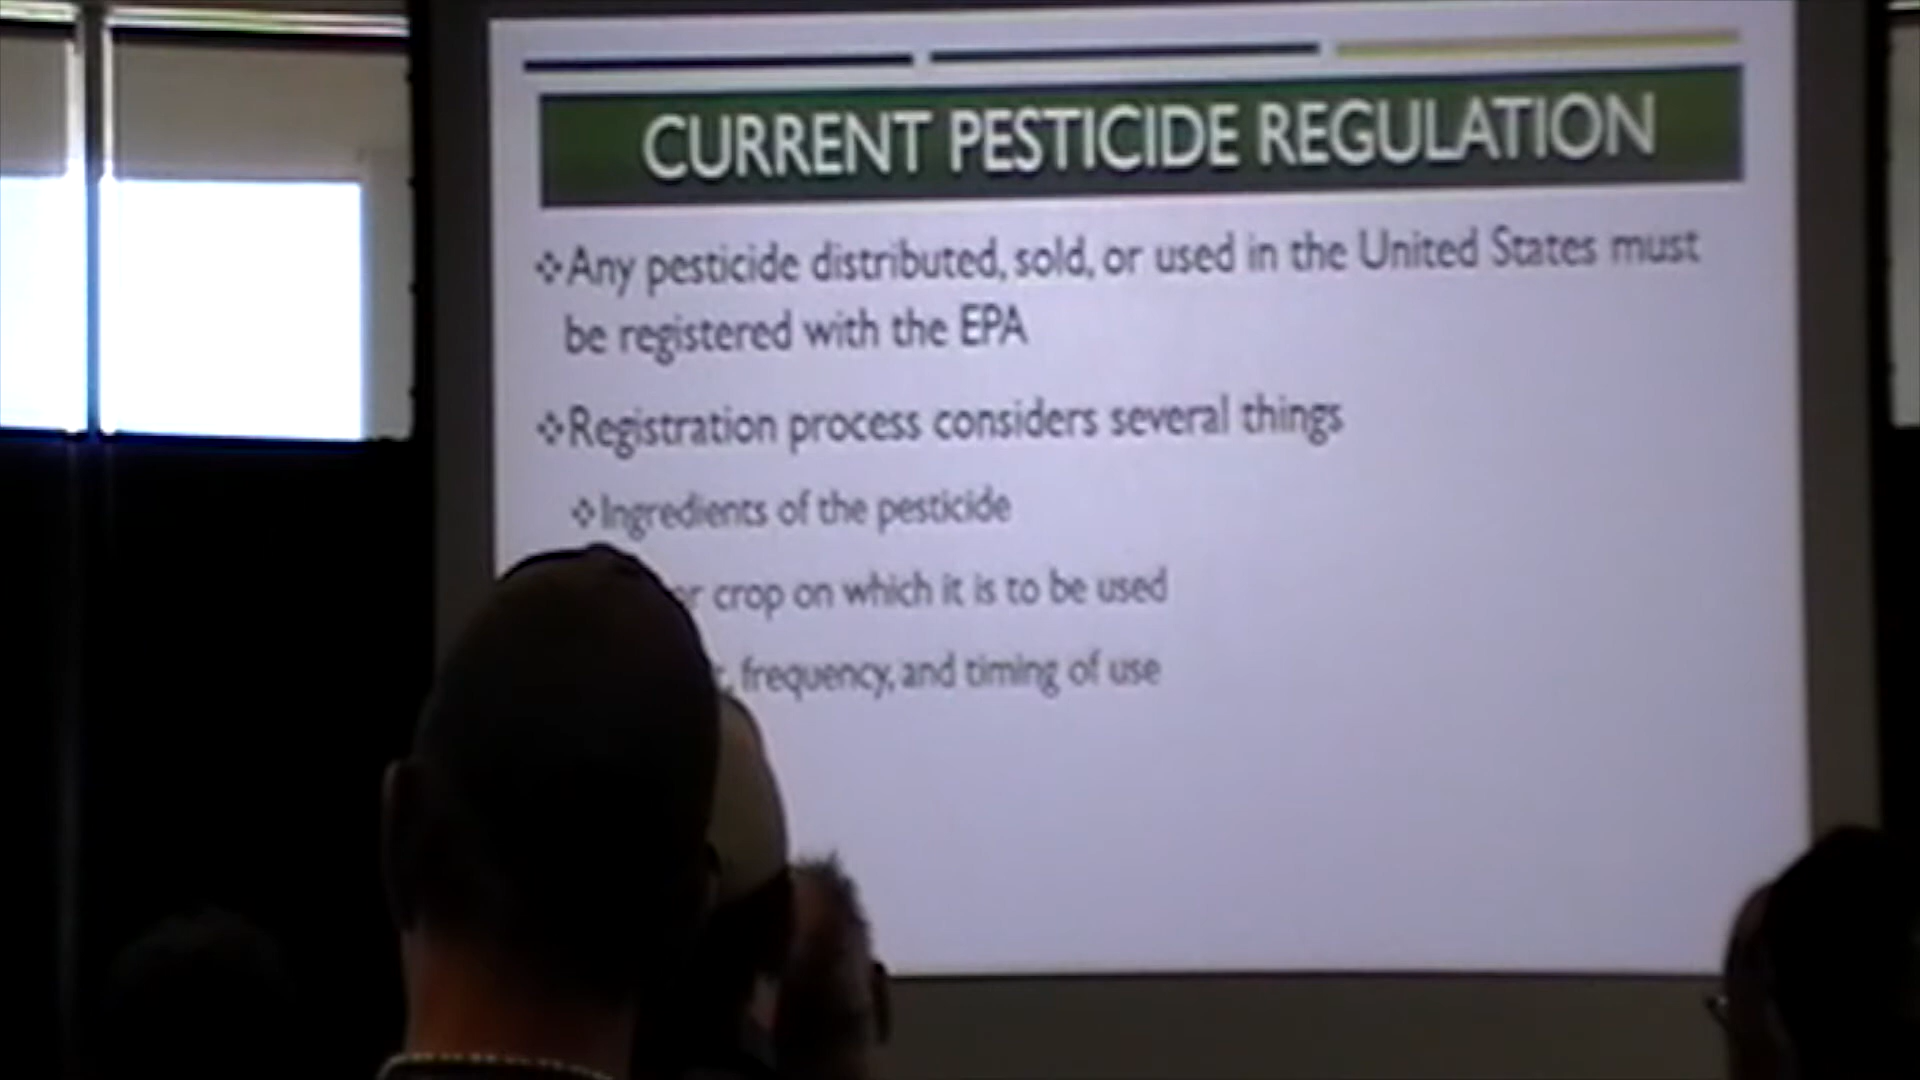 CURRENT PESTICIDE REGULATION
Any pesticide distributed, sold, or used in the United States must
be registered with the EPA
Registration process considers several things
Ingredients of the pesticide
crop on which it is to be used
frequency, and timing of use